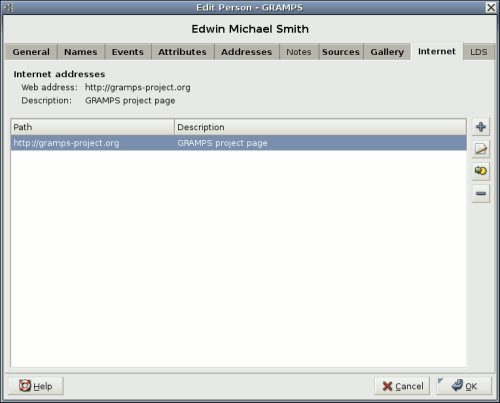 Edit Person - GRAMPS
Edwin Michael Smith
General Names Events Attributes Addresses Notes Sources Gallery Internet LDS
Internet addresses
Web address: http://gramps-project.org
Description: GRAMPS project page
Path Description
http://gramps-project.org GRAMPS project page
Help Cancel OK